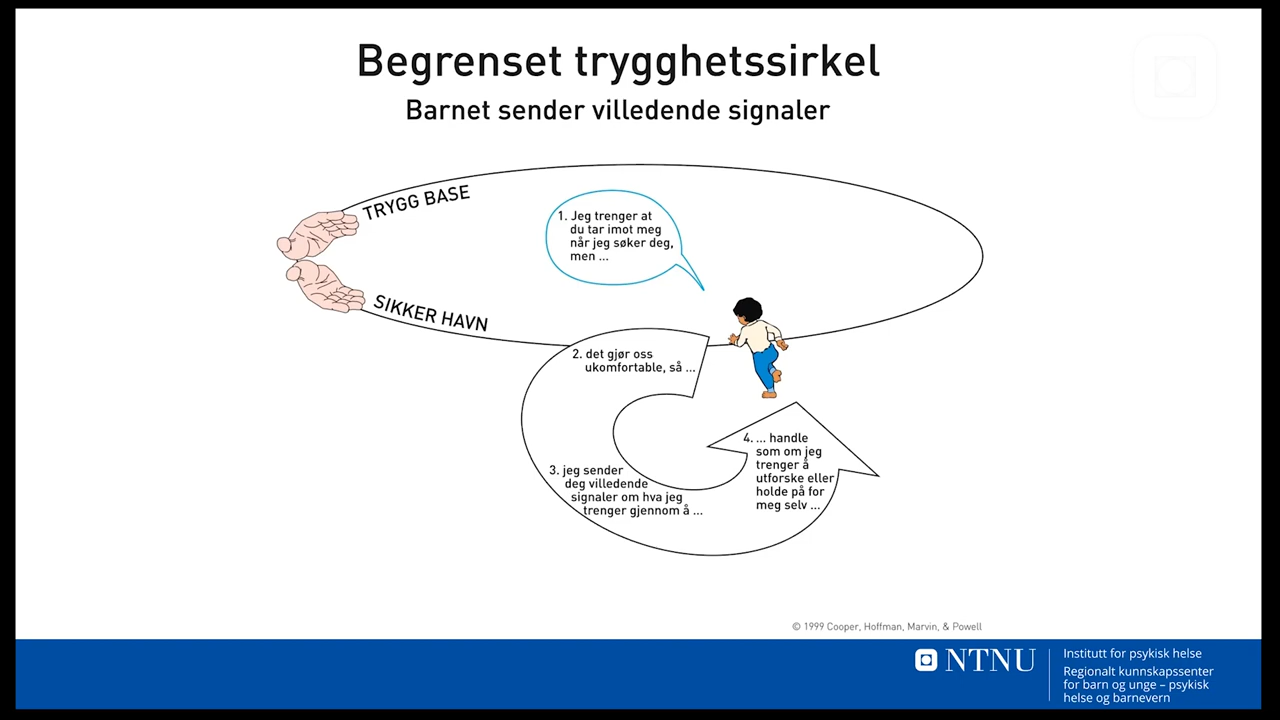 Begrenset trygghetssirkel
Barnet sender villedende signaler
TRYGG BASE
1. Jeg trenger at
du tar imot meg
når jeg søker deg,
men ...
SIKKER HAVN
2. det gjør oss
ukomfortable, så ...
3. jeg sender
deg villedende
signaler om hva jeg
trenger gjennom å ...
4. ... handle
som om jeg
trenger å
utforske eller
holde på for
meg selv ...
© 1999 Cooper, Hoffman, Marvin, & Powell
NTNU
Institutt for psykisk helse
Regionalt kunnskapssenter
for barn og unge – psykisk
helse og barnevern